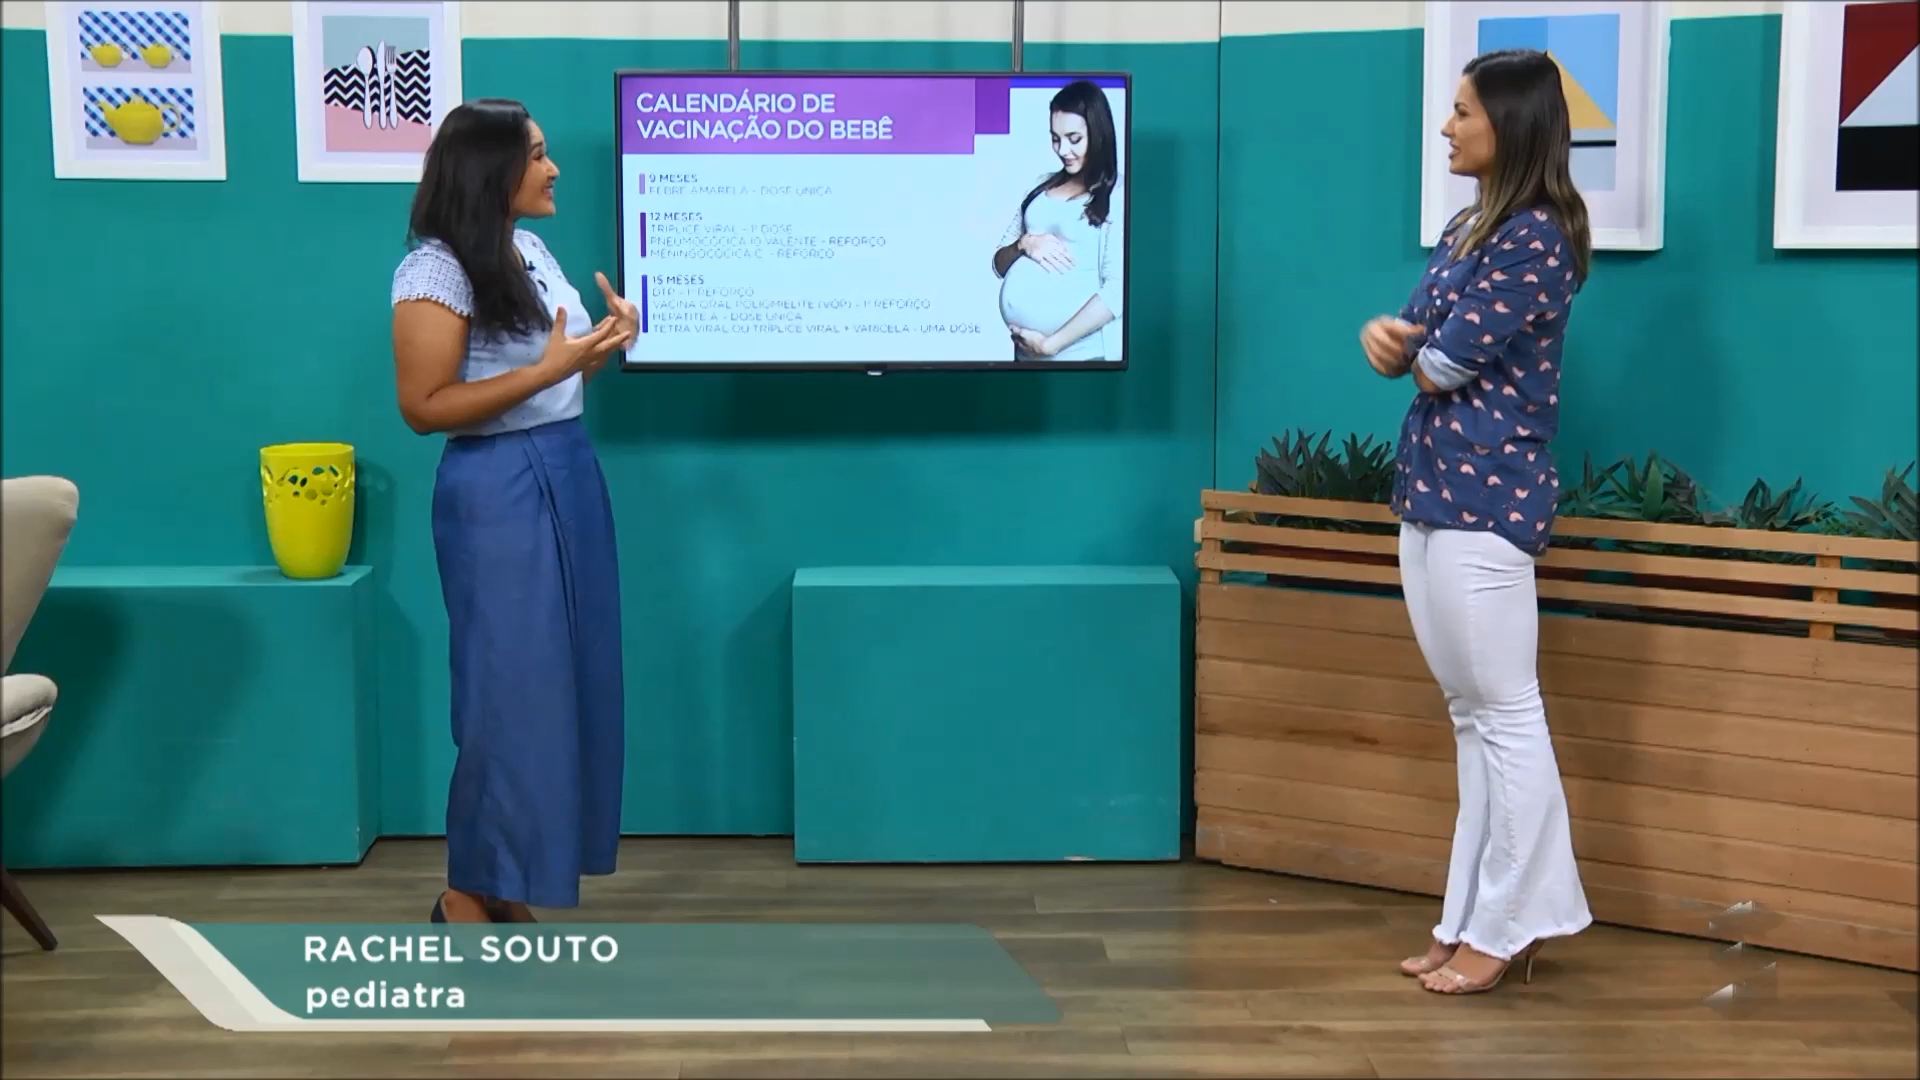 CALENDÁRIO DE
VACINAÇÃO DO BEBÊ
9 MESES
FEBRE AMARELA - DOSE ÚNICA
12 MESES
TRÍPLICE VIRAL - 1ª DOSE
PNEUMOCÓCICA 10 VALENTE - REFORÇO
MENINGOCÓCICA C - REFORÇO
15 MESES
DTP - 1º REFORÇO
VACINA ORAL POLIOMIELITE (VOP) - 1º REFORÇO
HEPATITE A - DOSE ÚNICA
TETRA VIRAL OU TRÍPLICE VIRAL + VARICELA - UMA DOSE
RACHEL SOUTO
pediatra